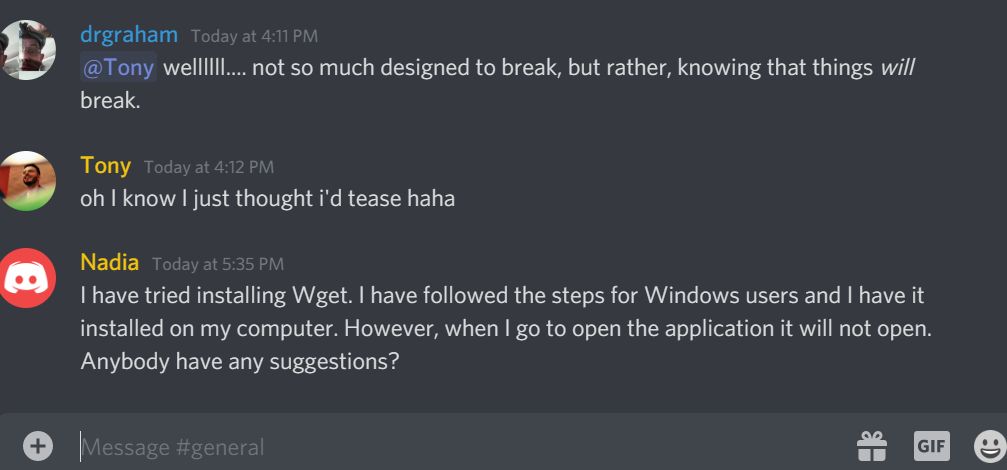 drgraham Today at 4:11 PM
@Tony wellllll.... not so much designed to break, but rather, knowing that things will
break.
Tony Today at 4:12 PM
oh I know I just thought i'd tease haha
Nadia Today at 5:35 PM
I have tried installing Wget. I have followed the steps for Windows users and I have it
installed on my computer. However, when I go to open the application it will not open.
Anybody have any suggestions?
Message #general
GIF